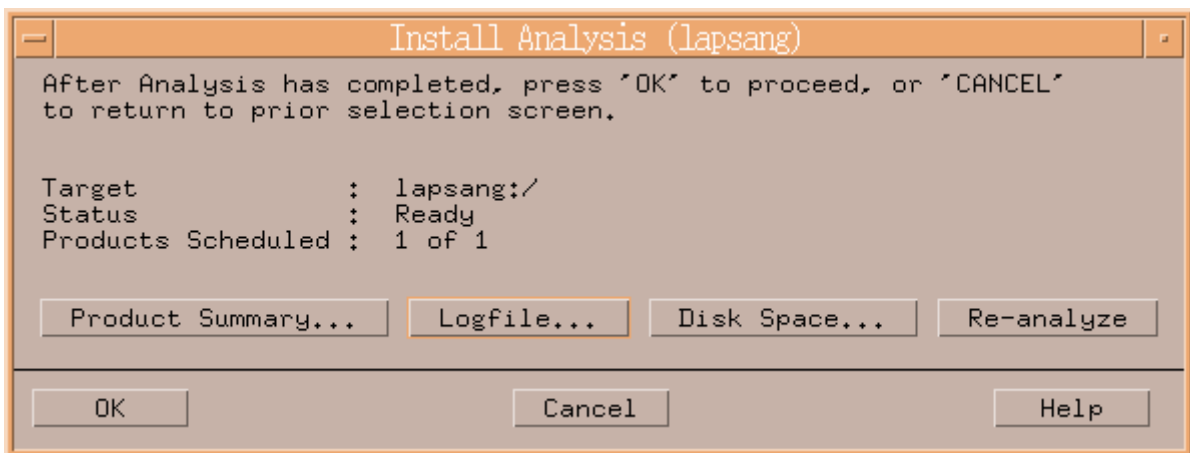 Install Analysis (lapsang)
After Analysis has completed, press ´OK´ to proceed, or ´CANCEL´
to return to prior selection screen.
Target : lapsang:/
Status : Ready
Products Scheduled : 1 of 1
Product Summary... Logfile... Disk Space... Re-analyze
OK Cancel Help